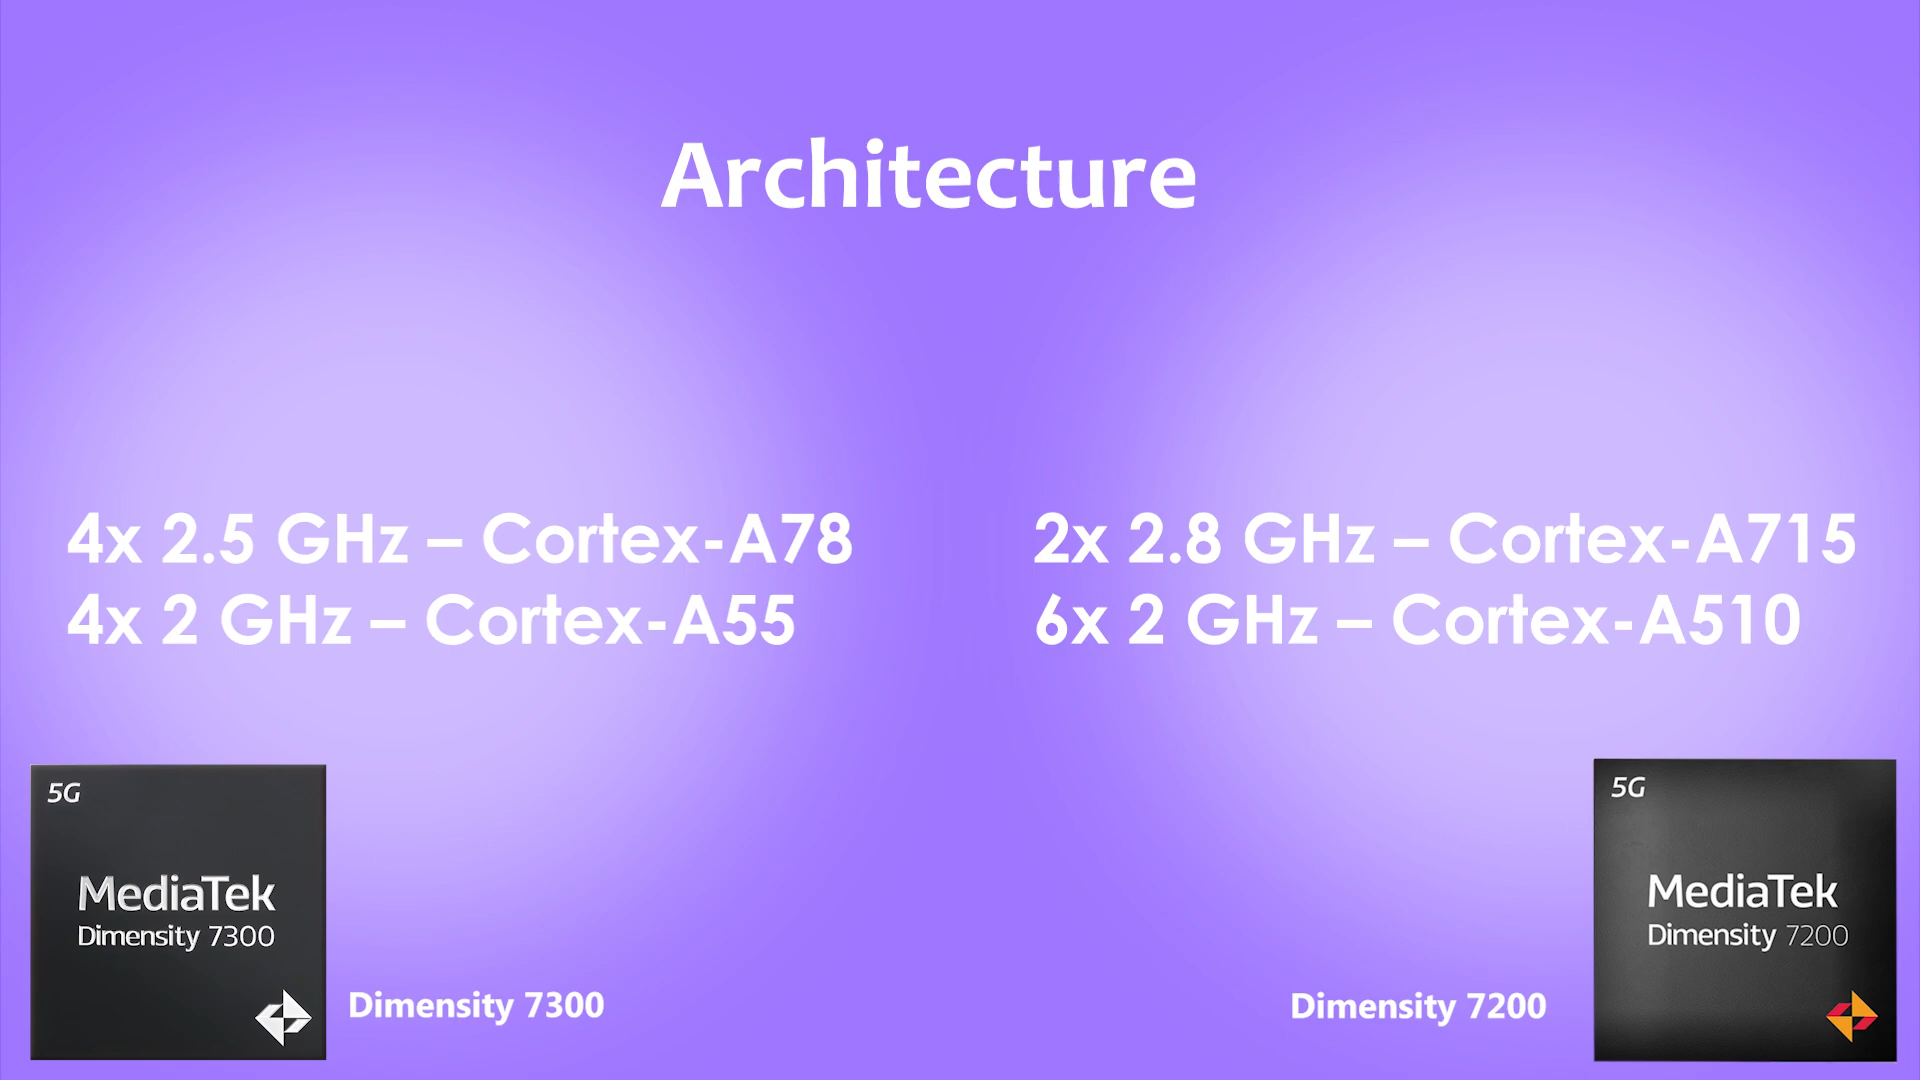 Architecture
4x 2.5 GHz – Cortex-A78
4x 2 GHz – Cortex-A55
2x 2.8 GHz – Cortex-A715
6x 2 GHz – Cortex-A510
5G
MediaTek
Dimensity 7300
Dimensity 7300
5G
MediaTek
Dimensity 7200
Dimensity 7200